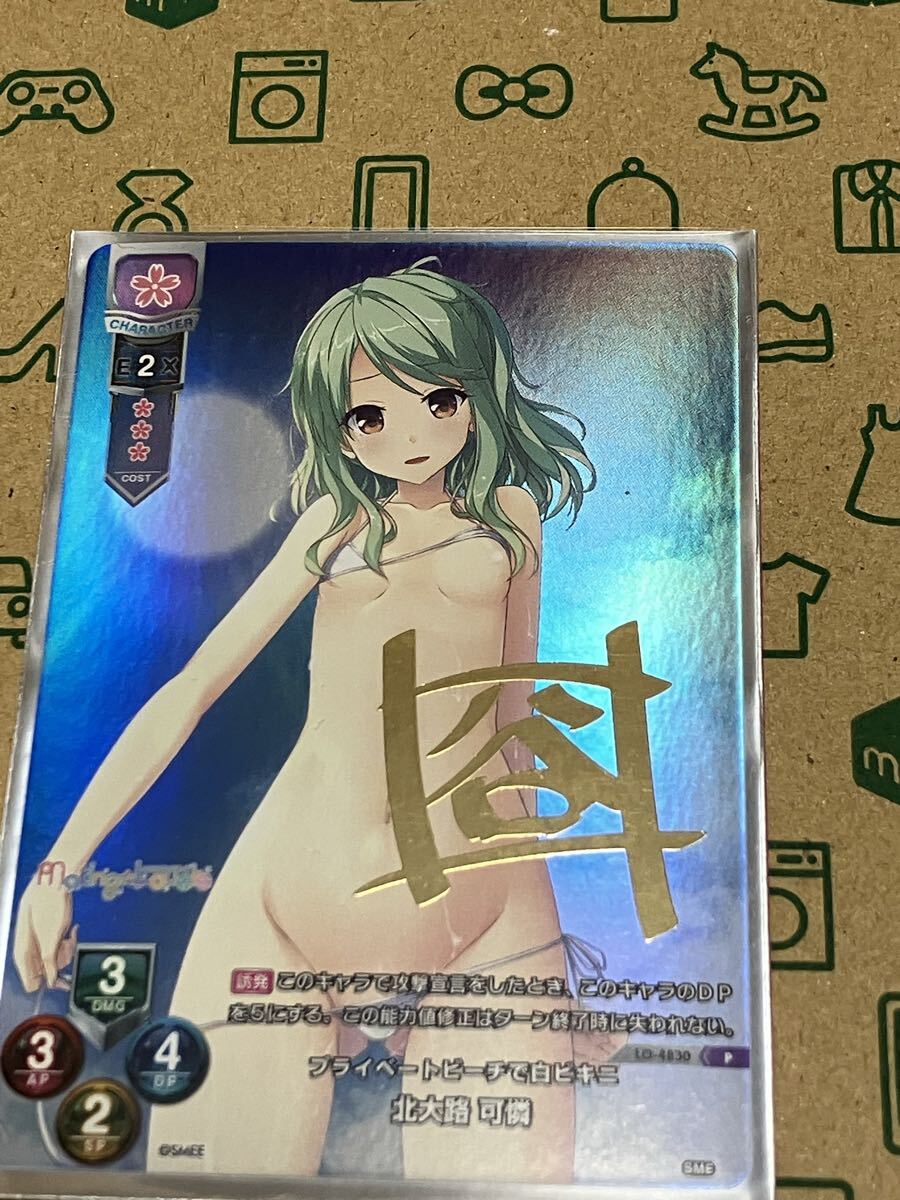 CHARACTER
E 2 X
COST
誘発 このキャラで攻撃宣言をしたとき、このキャラのDP
を5にする。この能力値修正はターン終了時に失われない。
3
DMG
3
AP
4
DP
2
SP
LO-4830 P
プライベートビーチで白ビキニ
北大路 可憐
©SMEE
SME
m